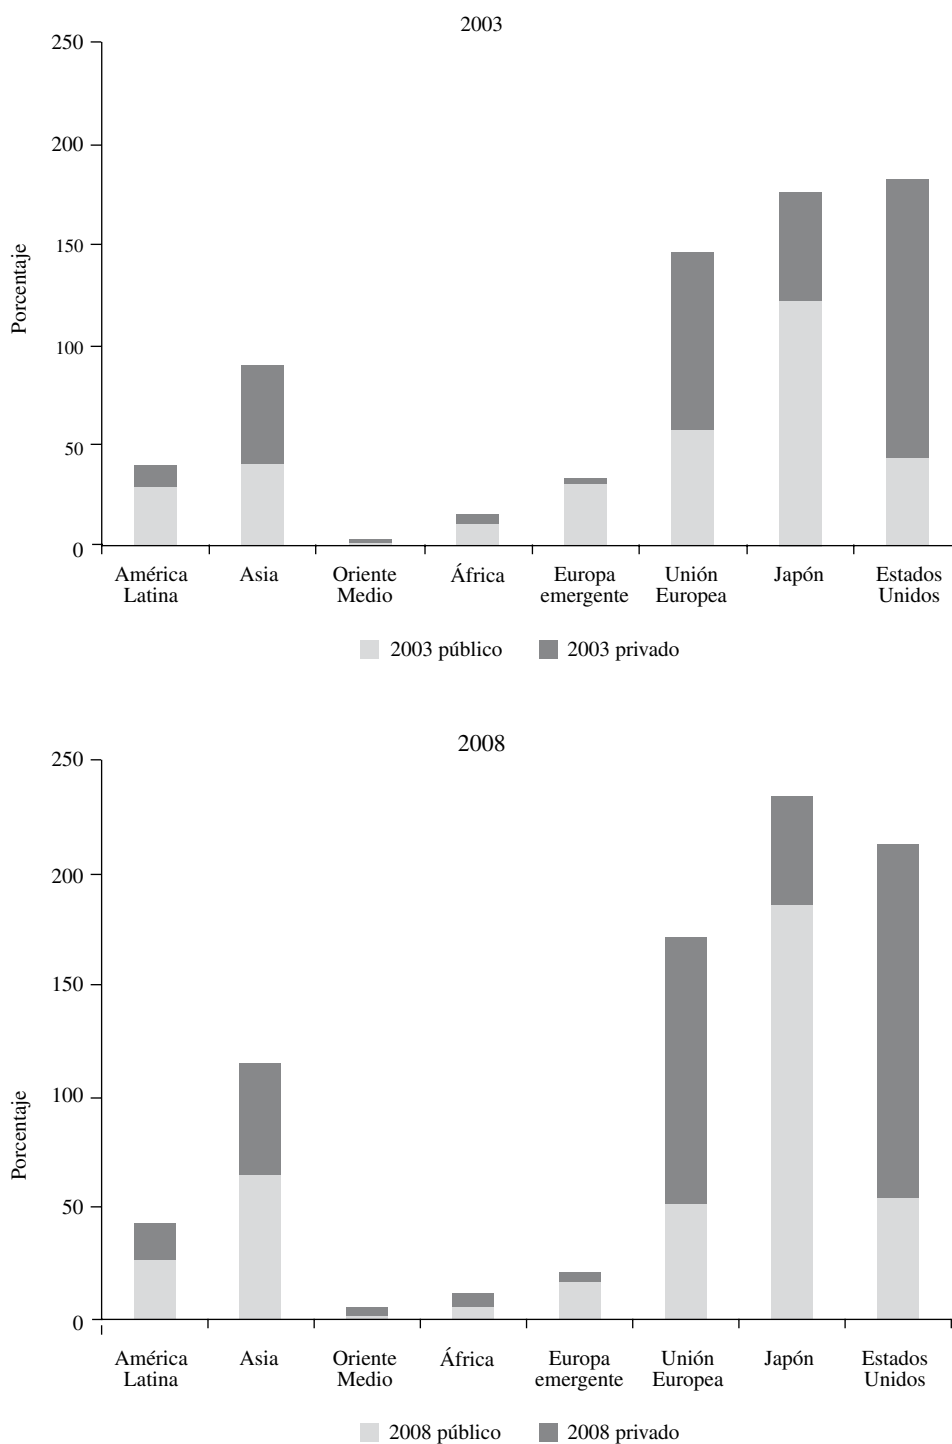 2003
250
200
150
100
50
0
Porcentaje
América Latina
Asia
Oriente Medio
África
Europa emergente
Unión Europea
Japón
Estados Unidos
2003 público
2003 privado
2008
250
200
150
100
50
0
Porcentaje
América Latina
Asia
Oriente Medio
África
Europa emergente
Unión Europea
Japón
Estados Unidos
2008 público
2008 privado